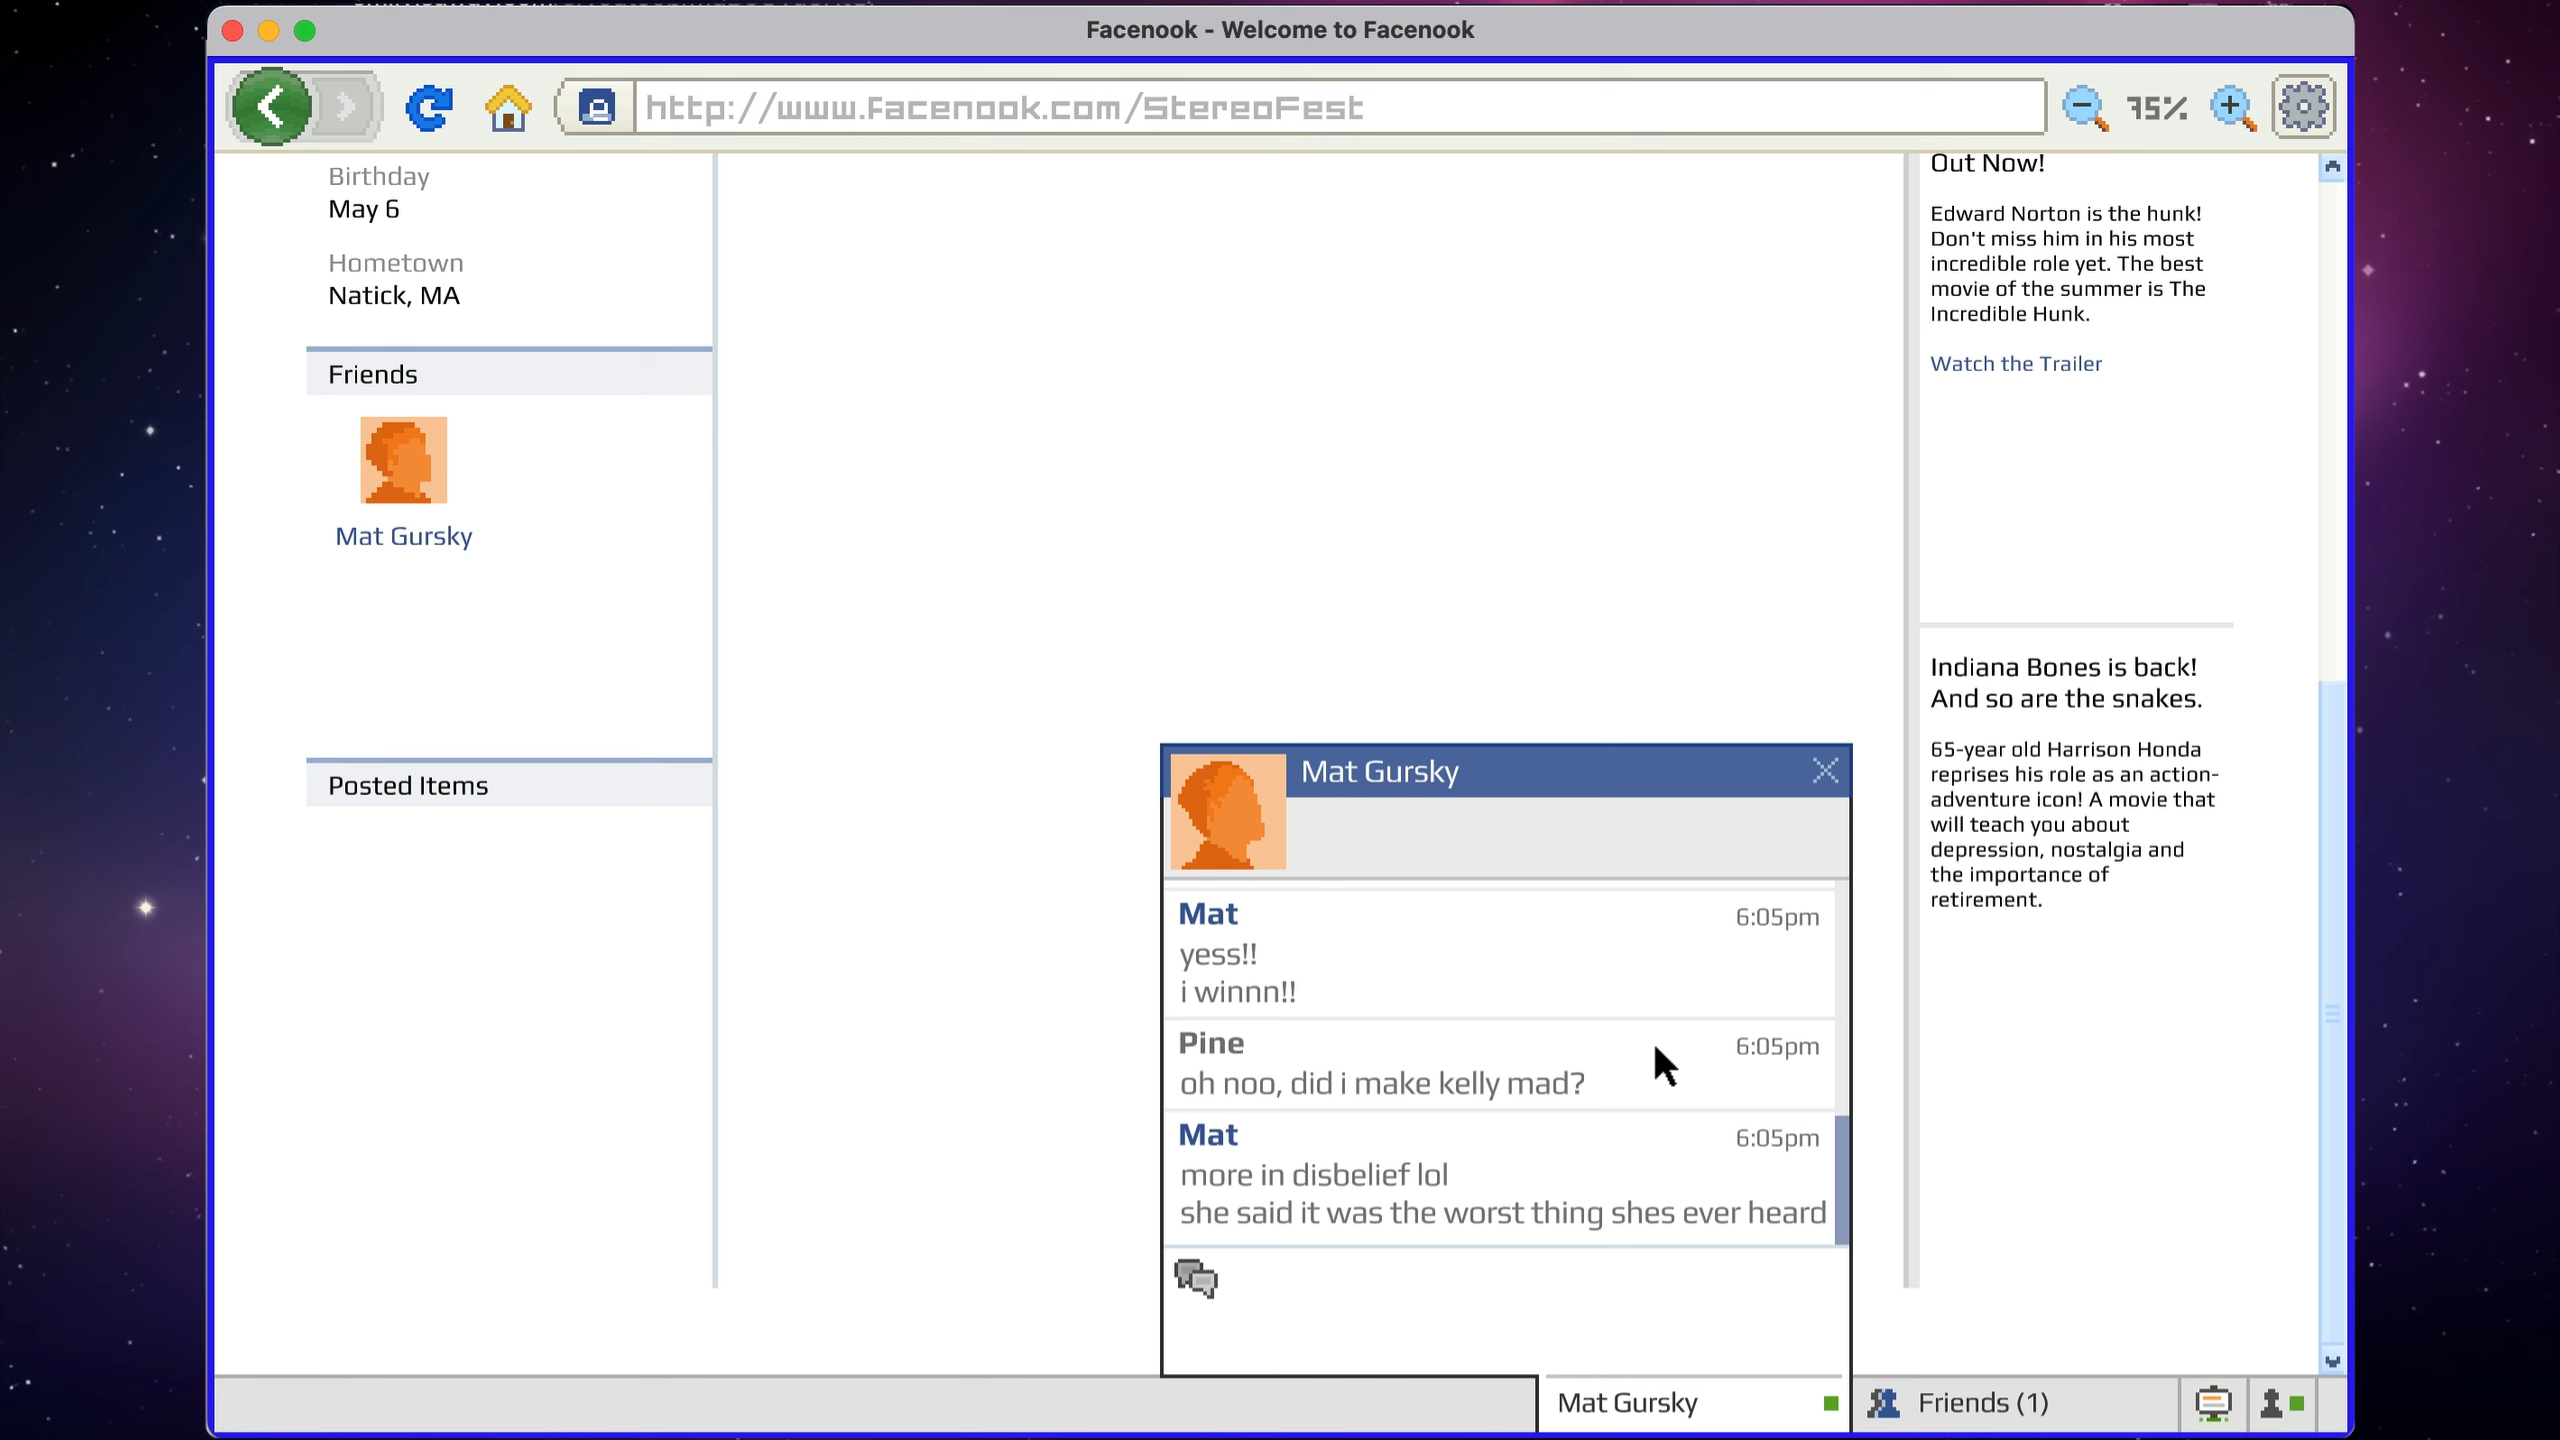 Facenook - Welcome to Facenook
http://www.Facenook.com/StereoFest
75%
Birthday
May 6
Hometown
Natick, MA
Friends
Mat Gursky
Posted Items
Out Now!
Edward Norton is the hunk!
Don't miss him in his most
incredible role yet. The best
movie of the summer is The
Incredible Hunk.
Watch the Trailer
Indiana Bones is back!
And so are the snakes.
65-year old Harrison Honda
reprises his role as an action-
adventure icon! A movie that
will teach you about
depression, nostalgia and
the importance of
retirement.
Mat Gursky
Mat 6:05pm
yess!!
i winnn!!
Pine 6:05pm
oh noo, did i make kelly mad?
Mat 6:05pm
more in disbelief lol
she said it was the worst thing shes ever heard
Mat Gursky
Friends (1)